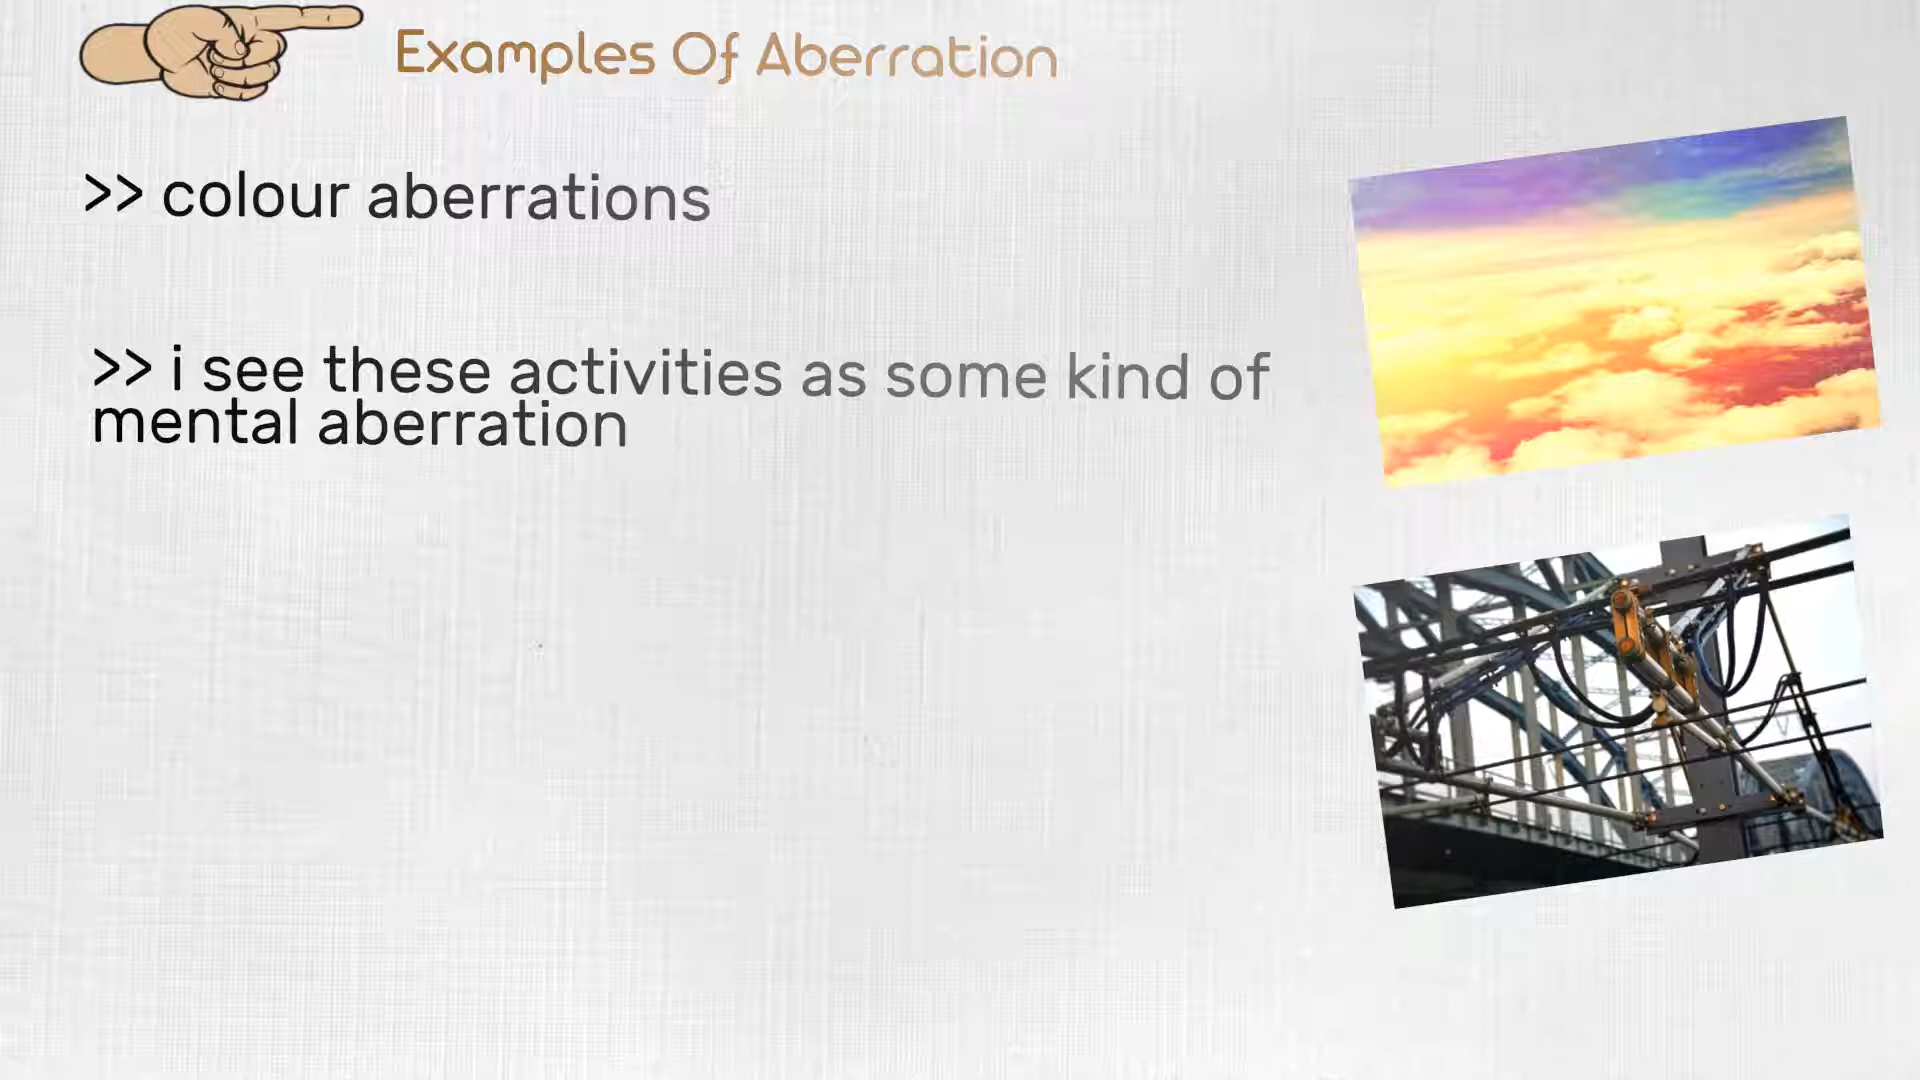 Examples Of Aberration
>> colour aberrations
>> i see these activities as some kind of
mental aberration